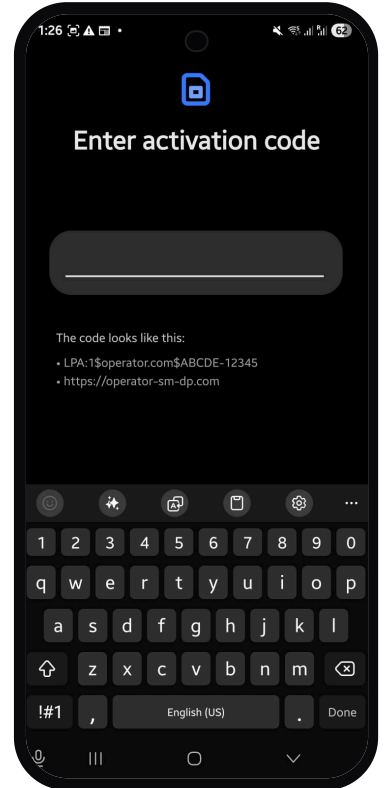 1:26
62
Enter activation code
The code looks like this:
• LPA:1$operator.com$ABCDE-12345
• https://operator-sm-dp.com
1 2 3 4 5 6 7 8 9 0
q w e r t y u i o p
a s d f g h j k l
z x c v b n m
!#1 , English (US) . Done